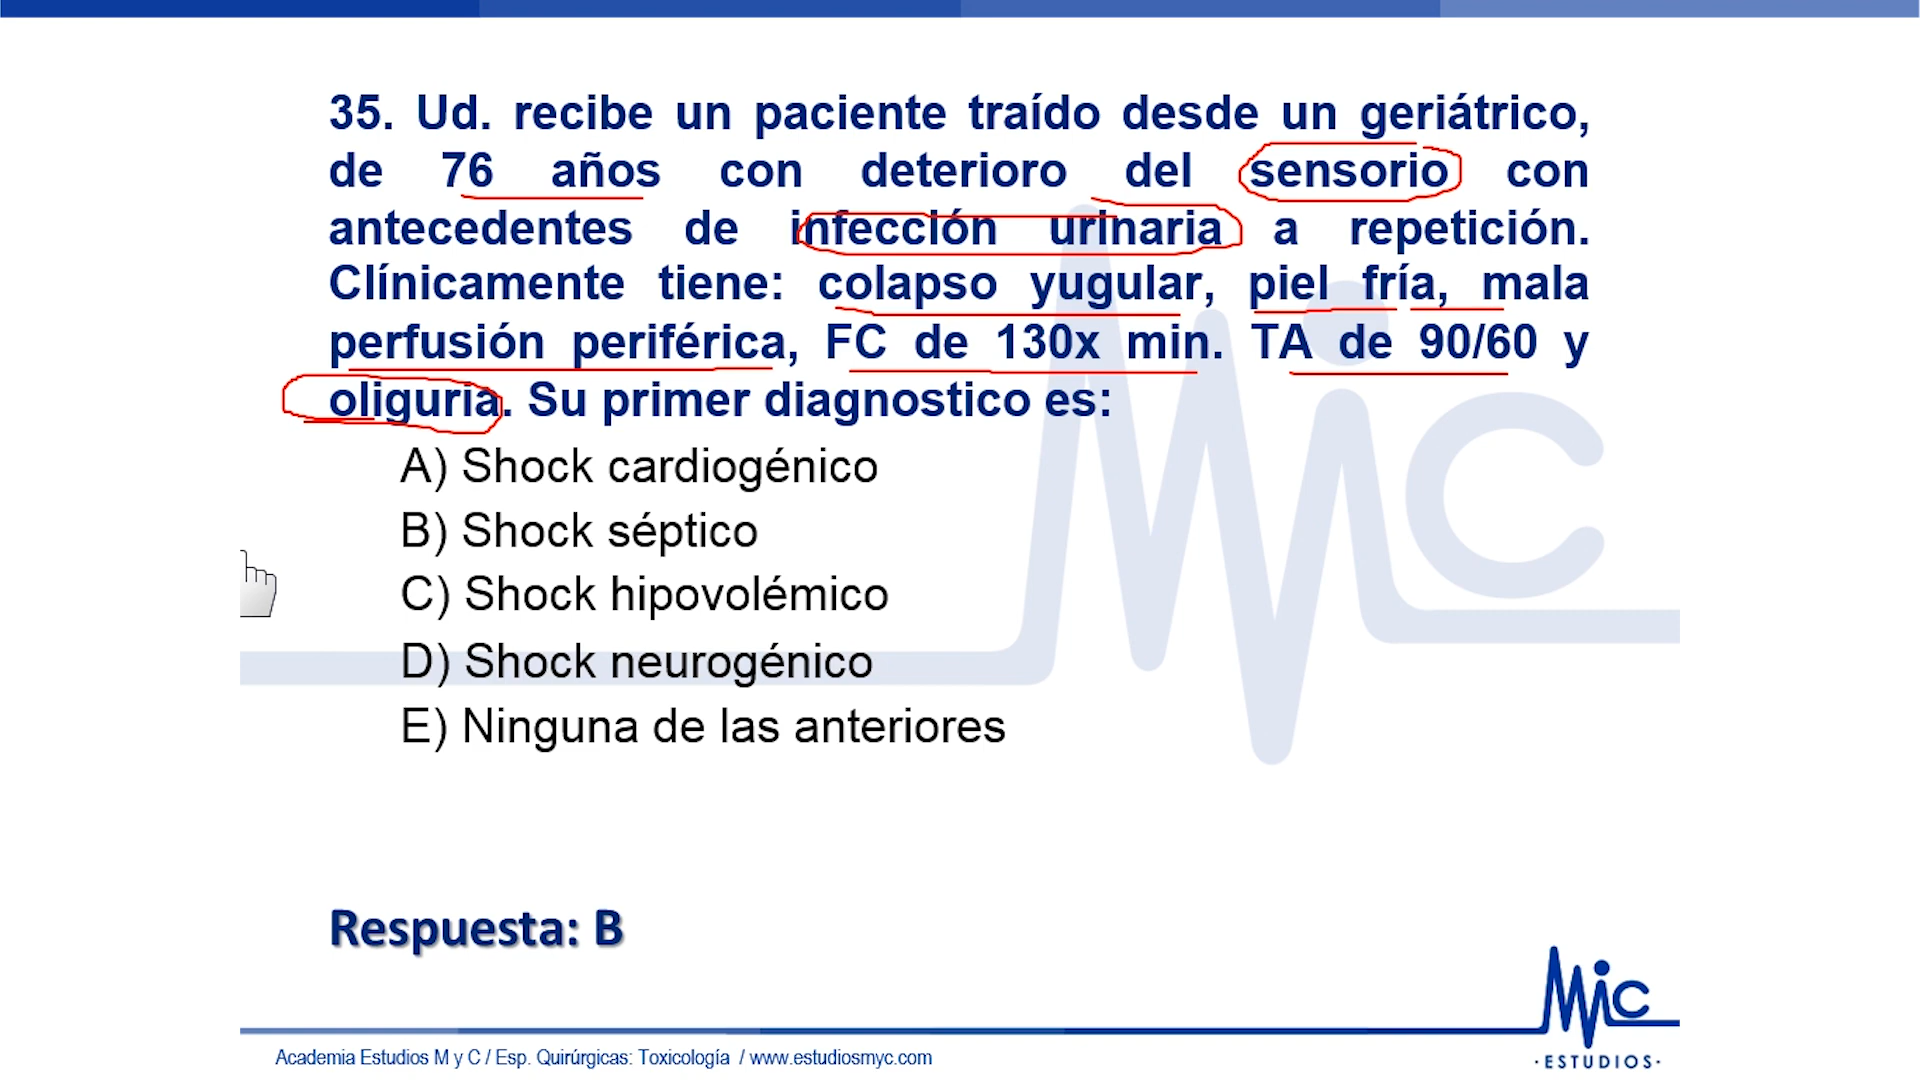 35. Ud. recibe un paciente traído desde un geriátrico,
de 76 años con deterioro del sensorio con
antecedentes de infección urinaria a repetición.
Clínicamente tiene: colapso yugular, piel fría, mala
perfusión periférica, FC de 130x min. TA de 90/60 y
oliguria. Su primer diagnostico es:
A) Shock cardiogénico
B) Shock séptico
C) Shock hipovolémico
D) Shock neurogénico
E) Ninguna de las anteriores
Respuesta: B
Academia Estudios M y C / Esp. Quirúrgicas: Toxicología / www.estudiosmyc.com
MiC
·ESTUDIOS·
MiC